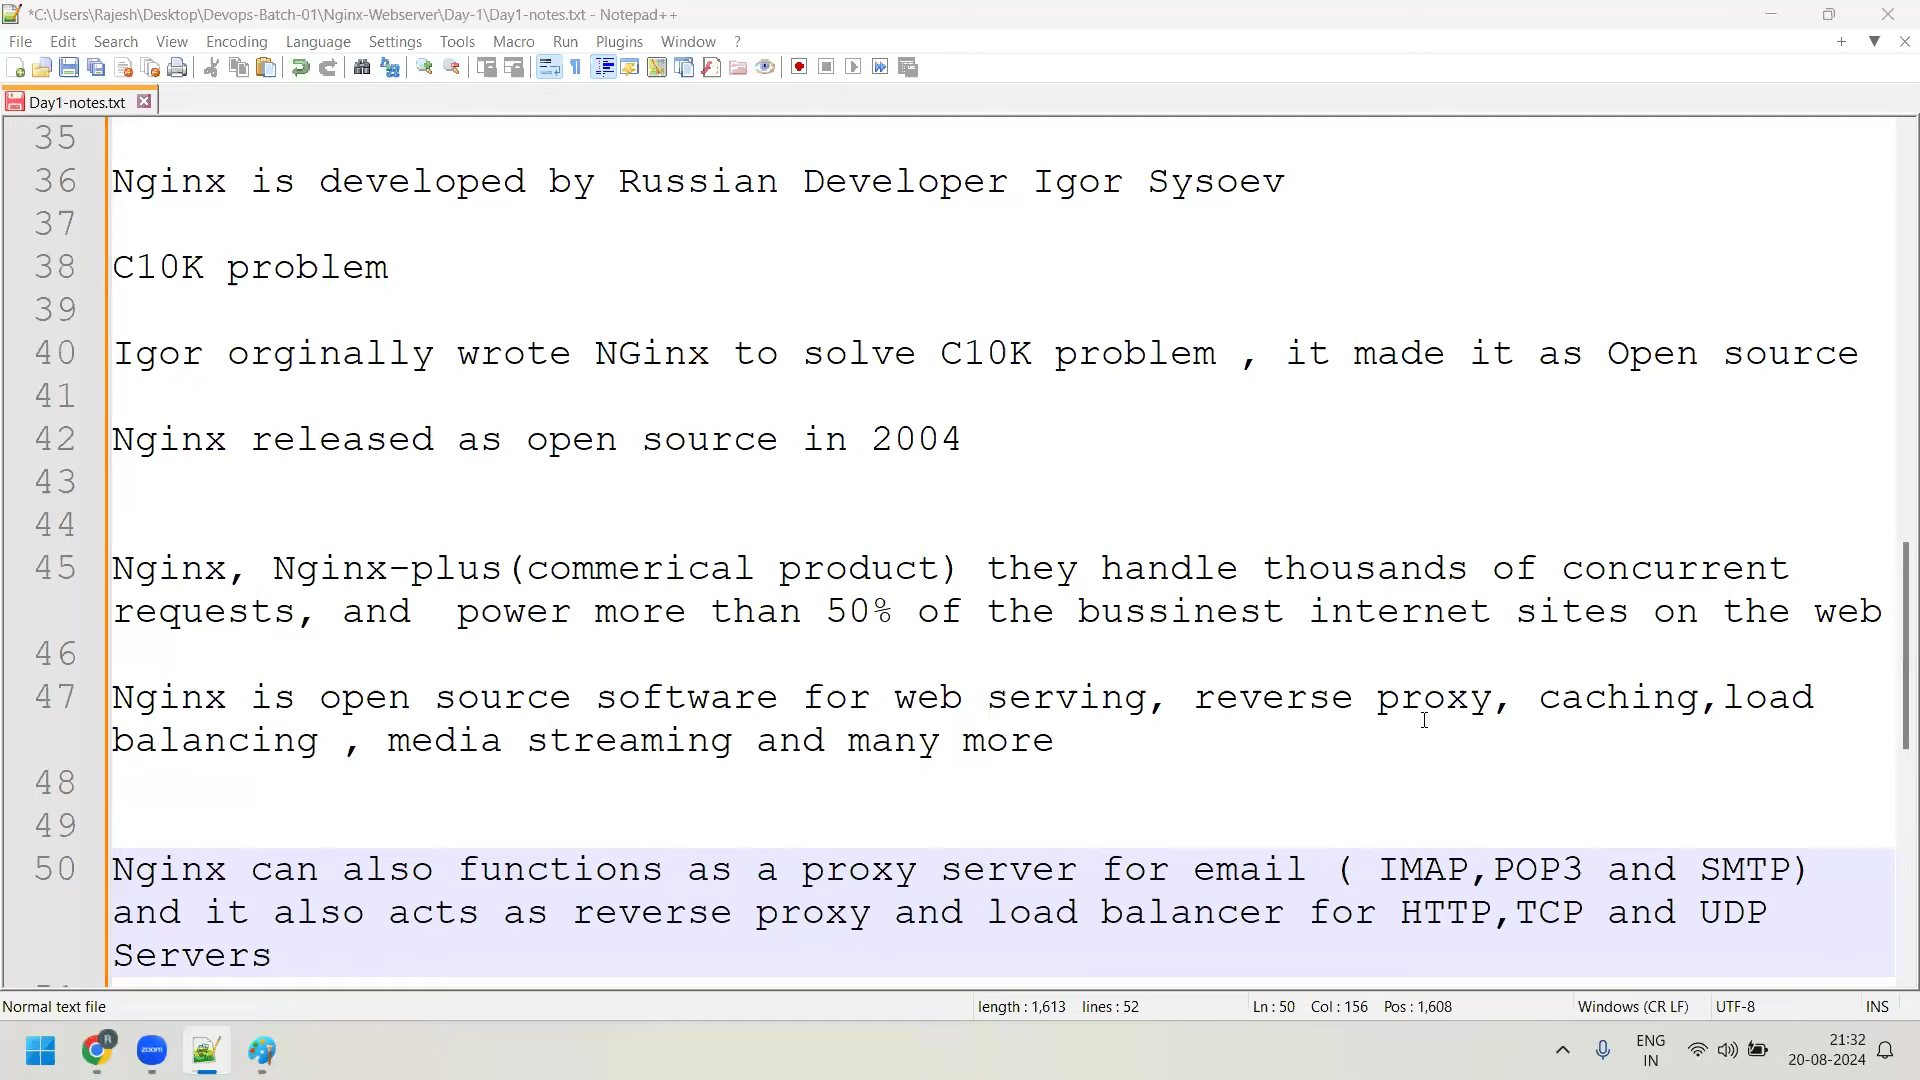 *C:\Users\Rajesh\Desktop\Devops-Batch-01\Nginx-Webserver\Day-1\Day1-notes.txt - Notepad++
File Edit Search View Encoding Language Settings Tools Macro Run Plugins Window ?
Day1-notes.txt
35
36 Nginx is developed by Russian Developer Igor Sysoev
37
38 C10K problem
39
40 Igor orginally wrote NGinx to solve C10K problem , it made it as Open source
41
42 Nginx released as open source in 2004
43
44
45 Nginx, Nginx-plus(commerical product) they handle thousands of concurrent
requests, and  power more than 50% of the bussinest internet sites on the web
46
47 Nginx is open source software for web serving, reverse proxy, caching,load
balancing , media streaming and many more
48
49
50 Nginx can also functions as a proxy server for email ( IMAP,POP3 and SMTP)
and it also acts as reverse proxy and load balancer for HTTP,TCP and UDP
Servers
Normal text file length : 1,613 lines : 52 Ln : 50 Col : 156 Pos : 1,608 Windows (CR LF) UTF-8 INS
R zoom ENG 21:32
IN 20-08-2024